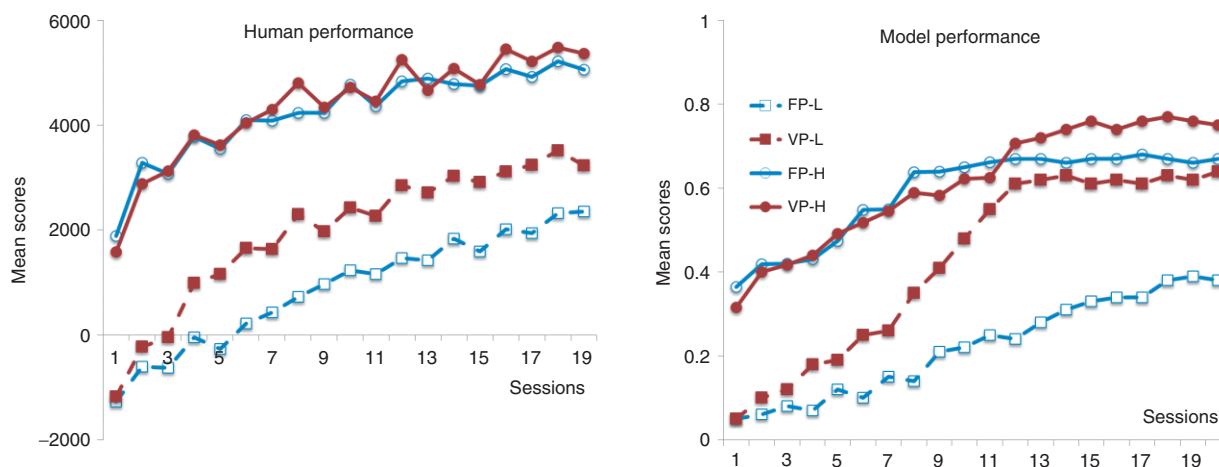 Human performance
6000
4000
2000
0
−2000
Mean scores
1 3 5 7 9 11 13 15 17 19
Sessions
Model performance
1
0.8
0.6
0.4
0.2
0
Mean scores
FP-L
VP-L
FP-H
VP-H
Sessions
1 3 5 7 9 11 13 15 17 19